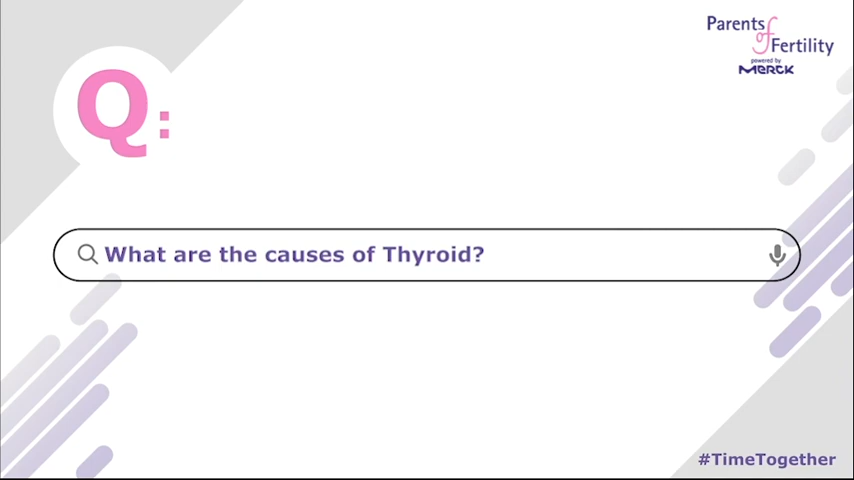 Parents of Fertility
powered by
MERCK
Q:
What are the causes of Thyroid?
#TimeTogether